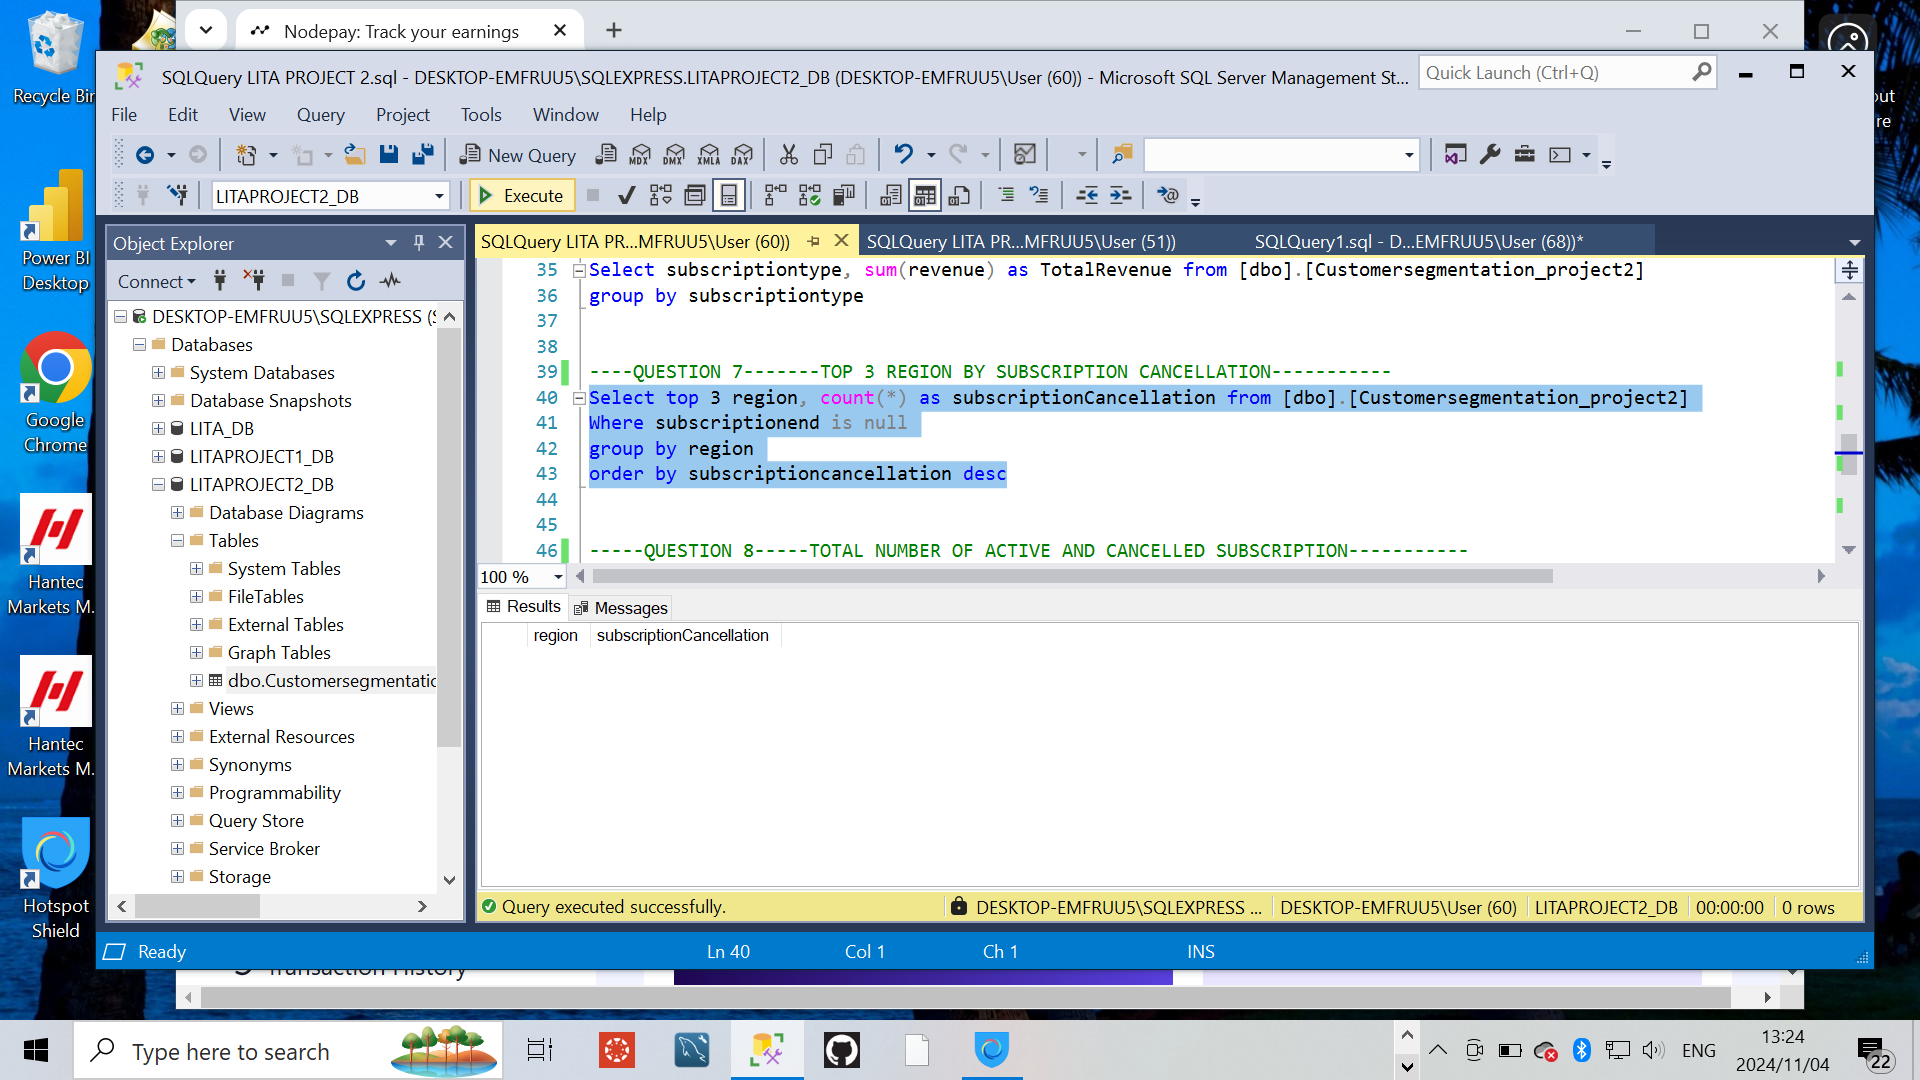 Recycle Bin
Power BI
Desktop
Google
Chrome
Hantec
Markets M...
Hantec
Markets M...
Hotspot
Shield
Nodepay: Track your earnings
SQLQuery LITA PROJECT 2.sql - DESKTOP-EMFRUU5\SQLEXPRESS.LITAPROJECT2_DB (DESKTOP-EMFRUU5\User (60)) - Microsoft SQL Server Management St...
Quick Launch (Ctrl+Q)
File Edit View Query Project Tools Window Help
New Query MDX DMX XMLA DAX
LITAPROJECT2_DB Execute
Object Explorer
Connect
DESKTOP-EMFRUU5\SQLEXPRESS (S
Databases
System Databases
Database Snapshots
LITA_DB
LITAPROJECT1_DB
LITAPROJECT2_DB
Database Diagrams
Tables
System Tables
FileTables
External Tables
Graph Tables
dbo.Customersegmentatic
Views
External Resources
Synonyms
Programmability
Query Store
Service Broker
Storage
SQLQuery LITA PR...MFRUU5\User (60)) SQLQuery LITA PR...MFRUU5\User (51)) SQLQuery1.sql - D...EMFRUU5\User (68))*
35 Select subscriptiontype, sum(revenue) as TotalRevenue from [dbo].[Customersegmentation_project2]
36 group by subscriptiontype
37
38
39 ----QUESTION 7-------TOP 3 REGION BY SUBSCRIPTION CANCELLATION-----------
40 Select top 3 region, count(*) as subscriptionCancellation from [dbo].[Customersegmentation_project2]
41 Where subscriptionend is null
42 group by region
43 order by subscriptioncancellation desc
44
45
46 -----QUESTION 8-----TOTAL NUMBER OF ACTIVE AND CANCELLED SUBSCRIPTION-----------
100 %
Results Messages
region subscriptionCancellation
Query executed successfully. DESKTOP-EMFRUU5\SQLEXPRESS ... DESKTOP-EMFRUU5\User (60) LITAPROJECT2_DB 00:00:00 0 rows
Ready Ln 40 Col 1 Ch 1 INS
Transaction History
out
re
Type here to search
ENG
13:24
2024/11/04
22